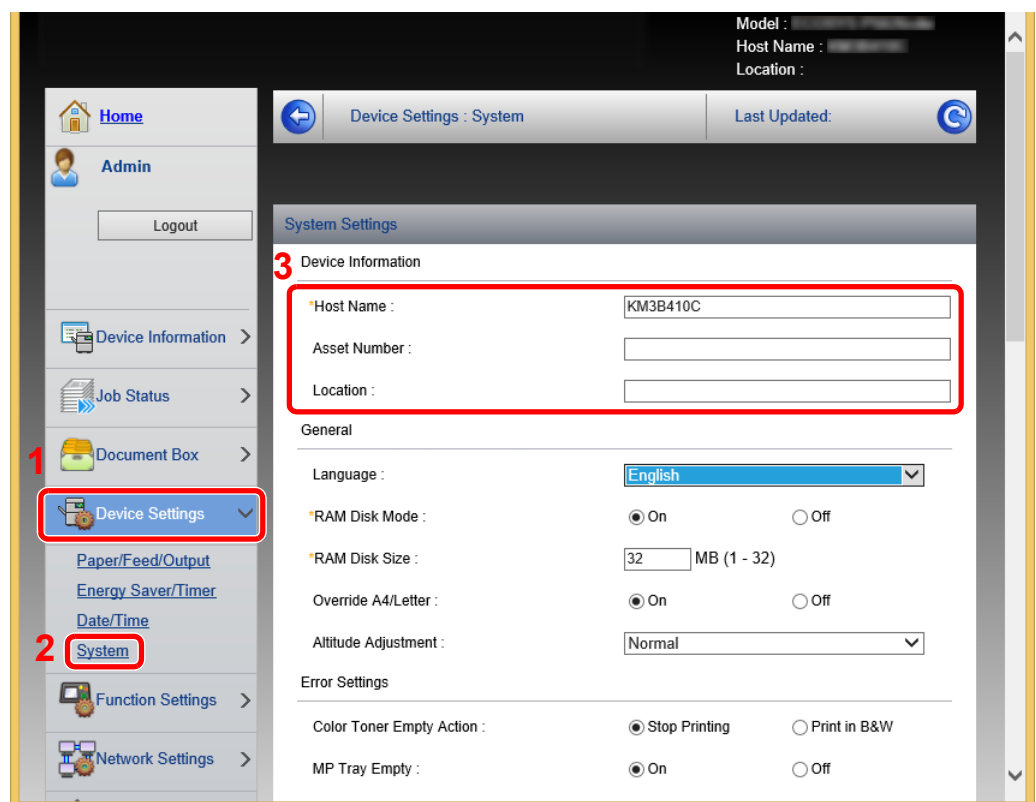 Model :
Host Name :
Location :
Home
Admin
Logout
Device Information
Job Status
1
Document Box
Device Settings
Paper/Feed/Output
Energy Saver/Timer
Date/Time
2 System
Function Settings
Network Settings
Device Settings : System Last Updated:
System Settings
3 Device Information
*Host Name : KM3B410C
Asset Number :
Location :
General
Language : English
*RAM Disk Mode : On Off
*RAM Disk Size : 32 MB (1 - 32)
Override A4/Letter : On Off
Altitude Adjustment : Normal
Error Settings
Color Toner Empty Action : Stop Printing Print in B&W
MP Tray Empty : On Off